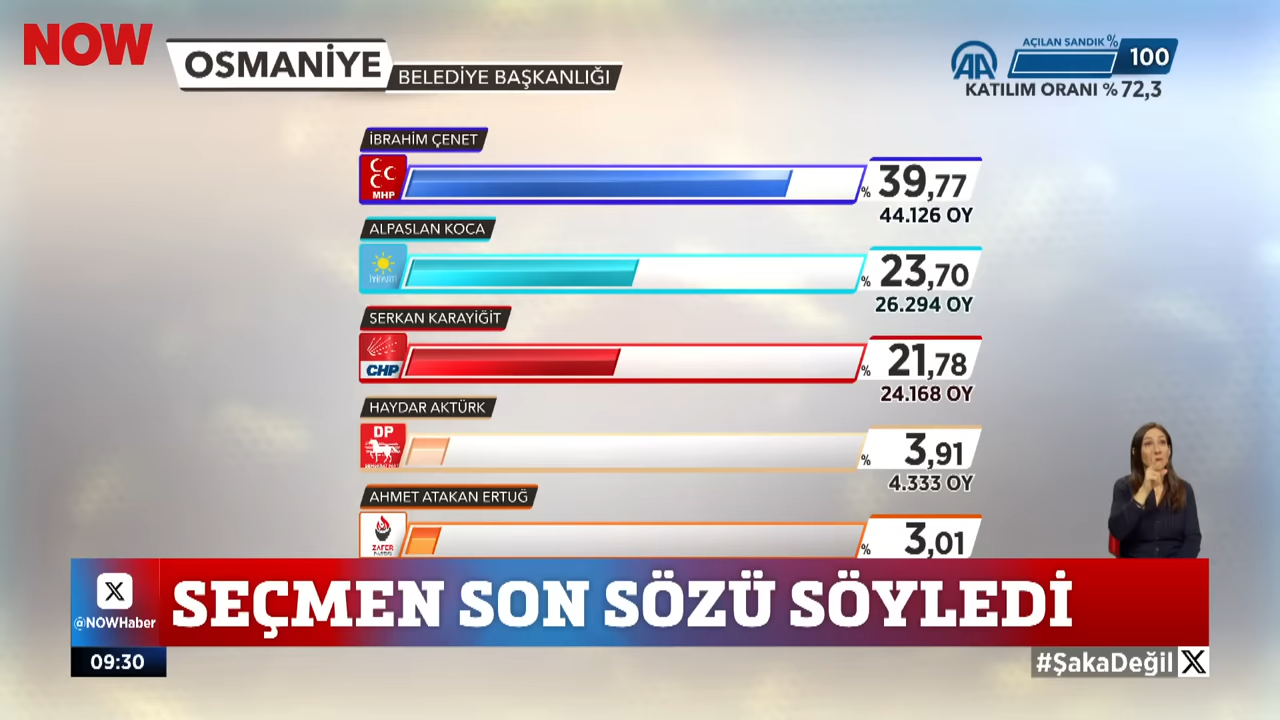 NOW
OSMANİYE
BELEDİYE BAŞKANLIĞI
AA
AÇILAN SANDIK %
100
KATILIM ORANI % 72,3
İBRAHİM ÇENET
MHP
% 39,77
44.126 OY
ALPASLAN KOCA
İYİ PARTİ
% 23,70
26.294 OY
SERKAN KARAYİĞİT
CHP
% 21,78
24.168 OY
HAYDAR AKTÜRK
DP
% 3,91
4.333 OY
AHMET ATAKAN ERTUĞ
ZAFER
% 3,01
X
@NOWHaber
SEÇMEN SON SÖZÜ SÖYLEDİ
09:30
#ŞakaDeğil X